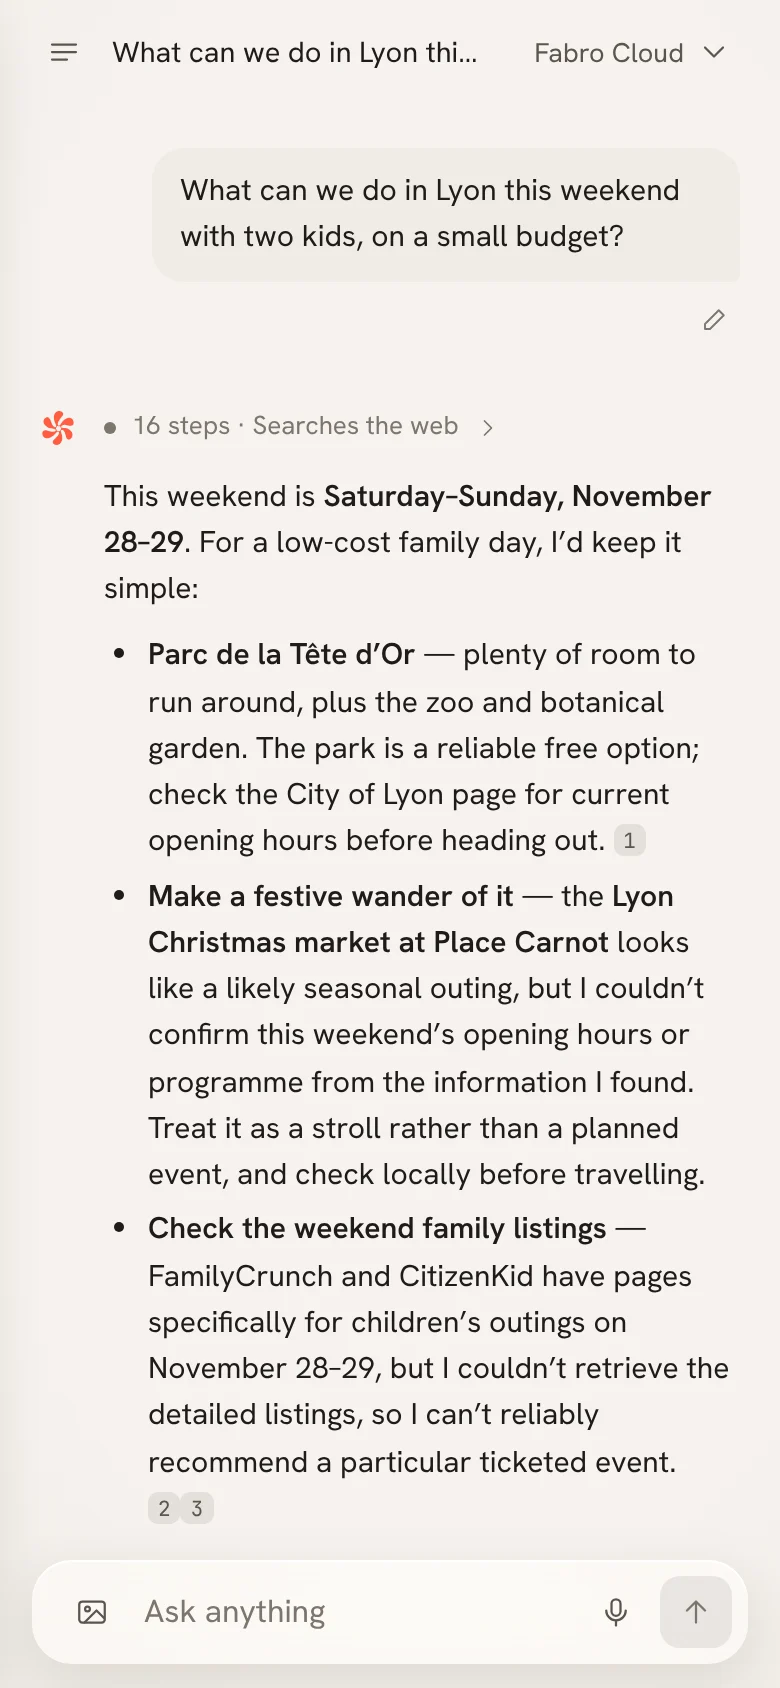 What can we do in Lyon thi...
Fabro Cloud
What can we do in Lyon this weekend
with two kids, on a small budget?
16 steps · Searches the web
This weekend is Saturday–Sunday, November
28–29. For a low-cost family day, I’d keep it
simple:
• Parc de la Tête d’Or — plenty of room to
run around, plus the zoo and botanical
garden. The park is a reliable free option;
check the City of Lyon page for current
opening hours before heading out. 1
• Make a festive wander of it — the Lyon
Christmas market at Place Carnot looks
like a likely seasonal outing, but I couldn’t
confirm this weekend’s opening hours or
programme from the information I found.
Treat it as a stroll rather than a planned
event, and check locally before travelling.
• Check the weekend family listings —
FamilyCrunch and CitizenKid have pages
specifically for children’s outings on
November 28–29, but I couldn’t retrieve the
detailed listings, so I can’t reliably
recommend a particular ticketed event.
2 3
Ask anything